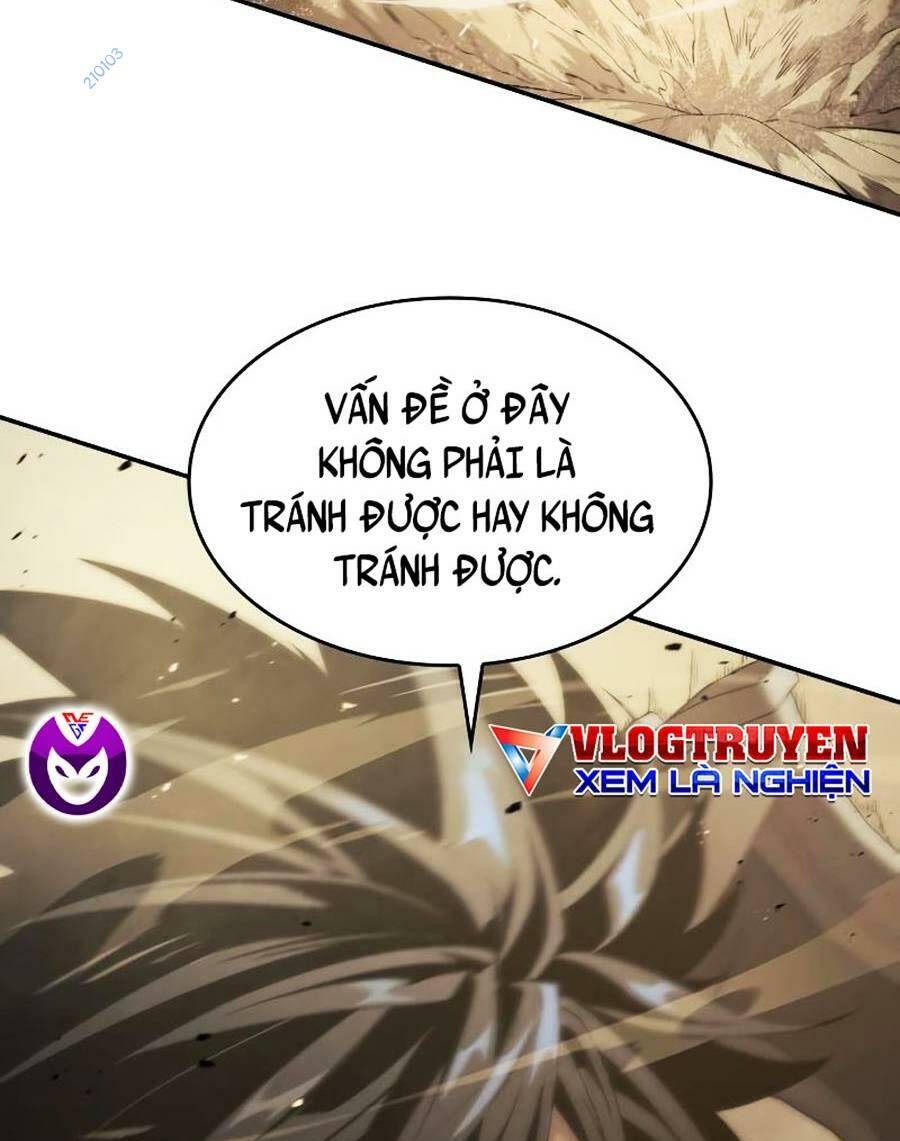 210103
VẤN ĐỀ Ở ĐÂY
KHÔNG PHẢI LÀ
TRÁNH ĐƯỢC HAY KHÔNG
TRÁNH ĐƯỢC.
VLOGTRUYEN
XEM LÀ NGHIỆN